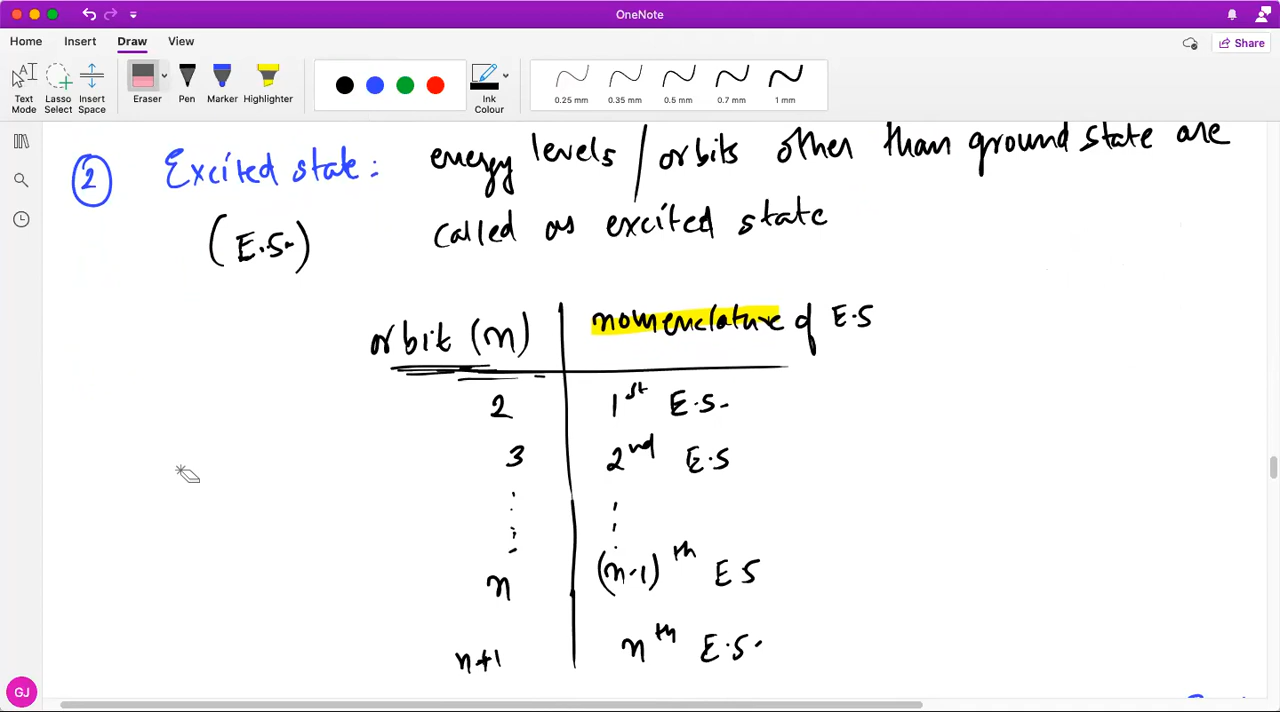 OneNote
Home Insert Draw View
Share
Text Mode
Lasso Select
Insert Space
Eraser
Pen
Marker
Highlighter
Ink Colour
0.25 mm 0.35 mm 0.5 mm 0.7 mm 1 mm
2 Excited state: energy levels / orbits other than ground state are
(E.S.) called as excited state
orbit (n) nomenclature of E.S
2 1st E.S.
3 2nd E.S
n (n-1)th E S
n+1 nth E.S.
GJ